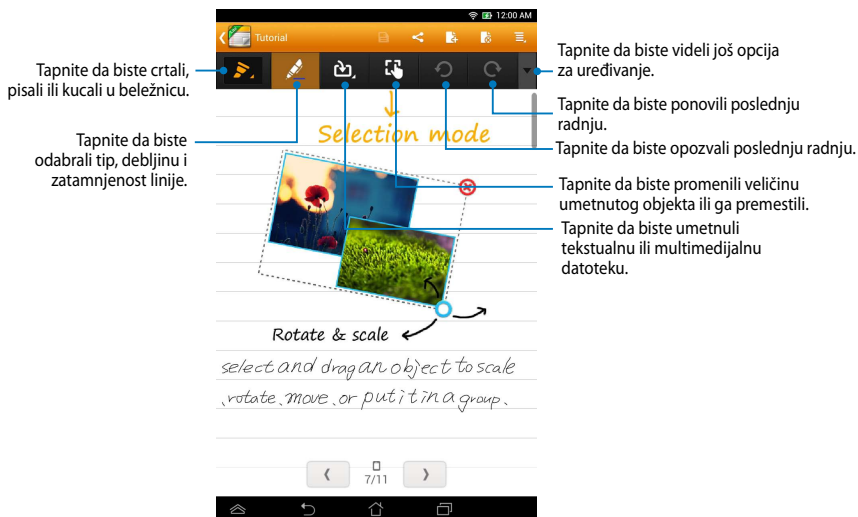 12:00 AM
Tutorial
Tapnite da biste crtali,
pisali ili kucali u beležnicu.
Tapnite da biste
odabrali tip, debljinu i
zatamnjenost linije.
Tapnite da biste videli još opcija
za uređivanje.
Tapnite da biste ponovili poslednju
radnju.
Tapnite da biste opozvali poslednju radnju.
Tapnite da biste promenili veličinu
umetnutog objekta ili ga premestili.
Tapnite da biste umetnuli
tekstualnu ili multimedijalnu
datoteku.
Selection mode
Rotate & scale
select and drag an object to scale
, rotate, move, or put it in a group.
7/11